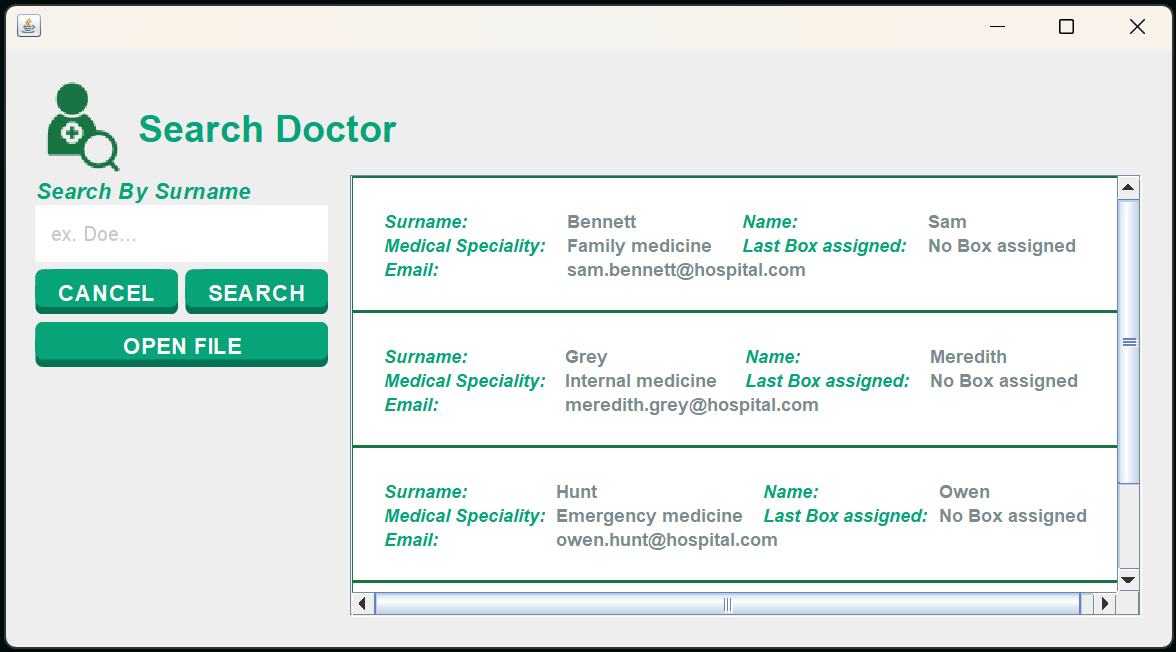 Search Doctor
Search By Surname
ex. Doe...
CANCEL SEARCH
OPEN FILE
Surname: Bennett Name: Sam
Medical Speciality: Family medicine Last Box assigned: No Box assigned
Email: sam.bennett@hospital.com
Surname: Grey Name: Meredith
Medical Speciality: Internal medicine Last Box assigned: No Box assigned
Email: meredith.grey@hospital.com
Surname: Hunt Name: Owen
Medical Speciality: Emergency medicine Last Box assigned: No Box assigned
Email: owen.hunt@hospital.com